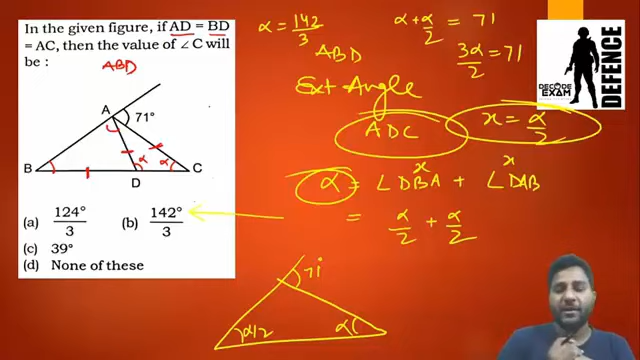 In the given figure, if AD = BD
= AC, then the value of ∠C will
be :
ABD
A
71°
B
α
α
C
D
(a) 124°/3
(b) 142°/3
(c) 39°
(d) None of these
α = 142/3
ABD
α + α/2 = 71
3α/2 = 71
Ext Angle
ADC
x = α/2
x
x
α = ∠DBA + ∠DAB
= α/2 + α/2
71
α/2
α
DECODE
EXAM
DEFENCE